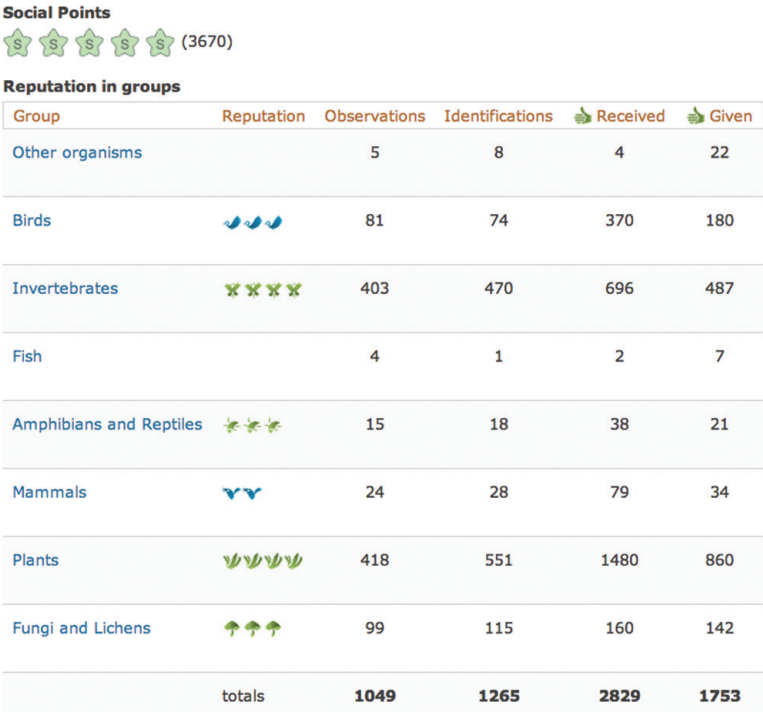 Social Points
S S S S S (3670)
Reputation in groups
Group Reputation Observations Identifications Received Given
Other organisms 5 8 4 22
Birds 81 74 370 180
Invertebrates 403 470 696 487
Fish 4 1 2 7
Amphibians and Reptiles 15 18 38 21
Mammals 24 28 79 34
Plants 418 551 1480 860
Fungi and Lichens 99 115 160 142
totals 1049 1265 2829 1753